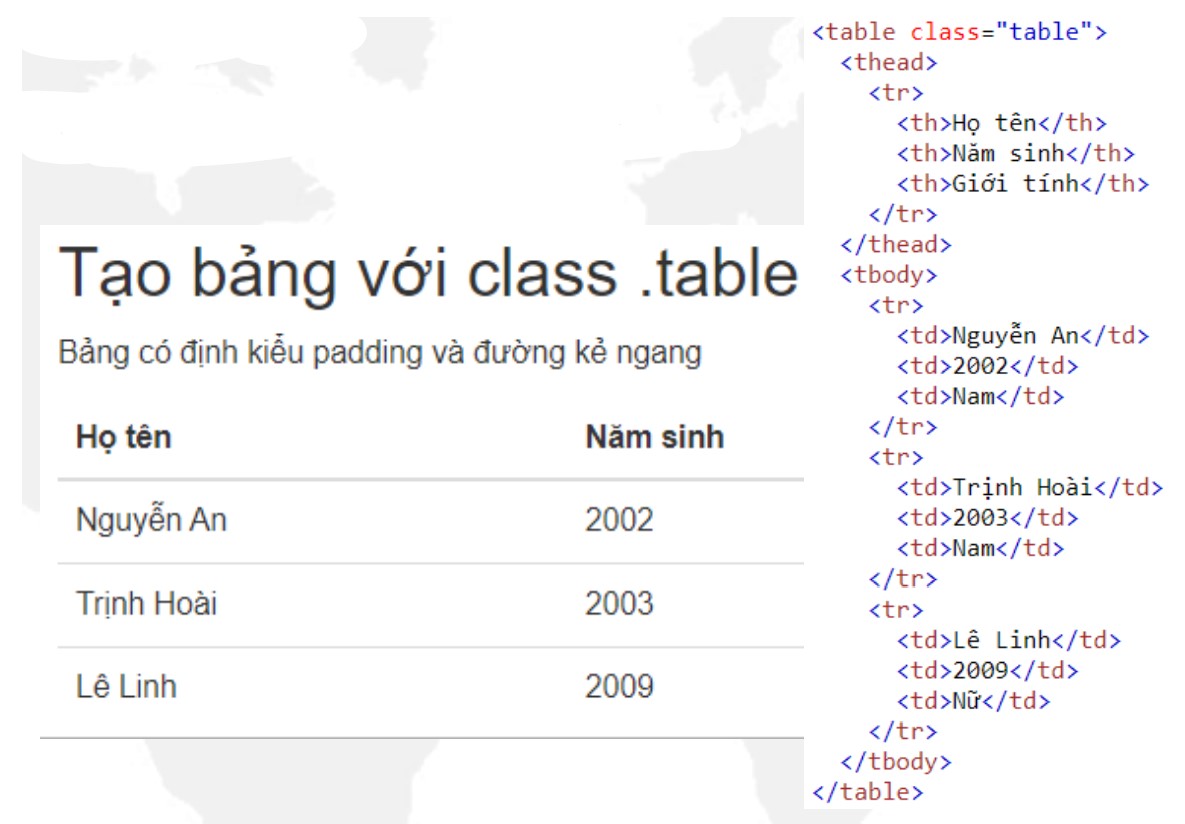 Tạo bảng với class .table
Bảng có định kiểu padding và đường kẻ ngang
Họ tên Năm sinh
Nguyễn An 2002
Trịnh Hoài 2003
Lê Linh 2009
<table class="table">
  <thead>
    <tr>
      <th>Họ tên</th>
      <th>Năm sinh</th>
      <th>Giới tính</th>
    </tr>
  </thead>
  <tbody>
    <tr>
      <td>Nguyễn An</td>
      <td>2002</td>
      <td>Nam</td>
    </tr>
    <tr>
      <td>Trịnh Hoài</td>
      <td>2003</td>
      <td>Nam</td>
    </tr>
    <tr>
      <td>Lê Linh</td>
      <td>2009</td>
      <td>Nữ</td>
    </tr>
  </tbody>
</table>